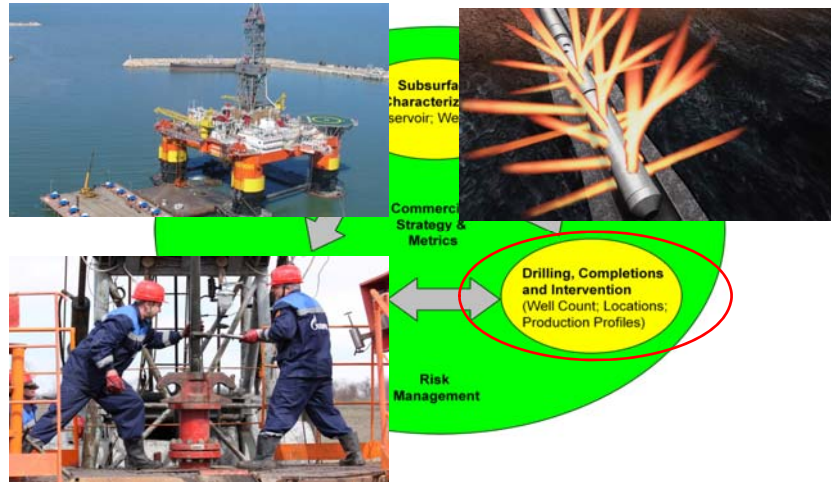 Subsurfa
Characteriz
servoir; We
Commerci
Strategy &
Metrics
Drilling, Completions
and Intervention
(Well Count; Locations;
Production Profiles)
Risk
Management